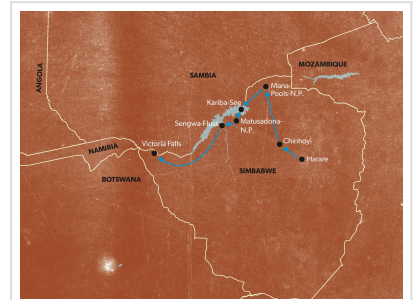 ANGOLA
SAMBIA
MOZAMBIQUE
Mana
Pools-N.P.
Kariba-See
Sengwa-Fluss
Matusadona-
N.P.
Victoria Falls
Chinhoyi
Harare
NAMIBIA
BOTSWANA
SIMBABWE